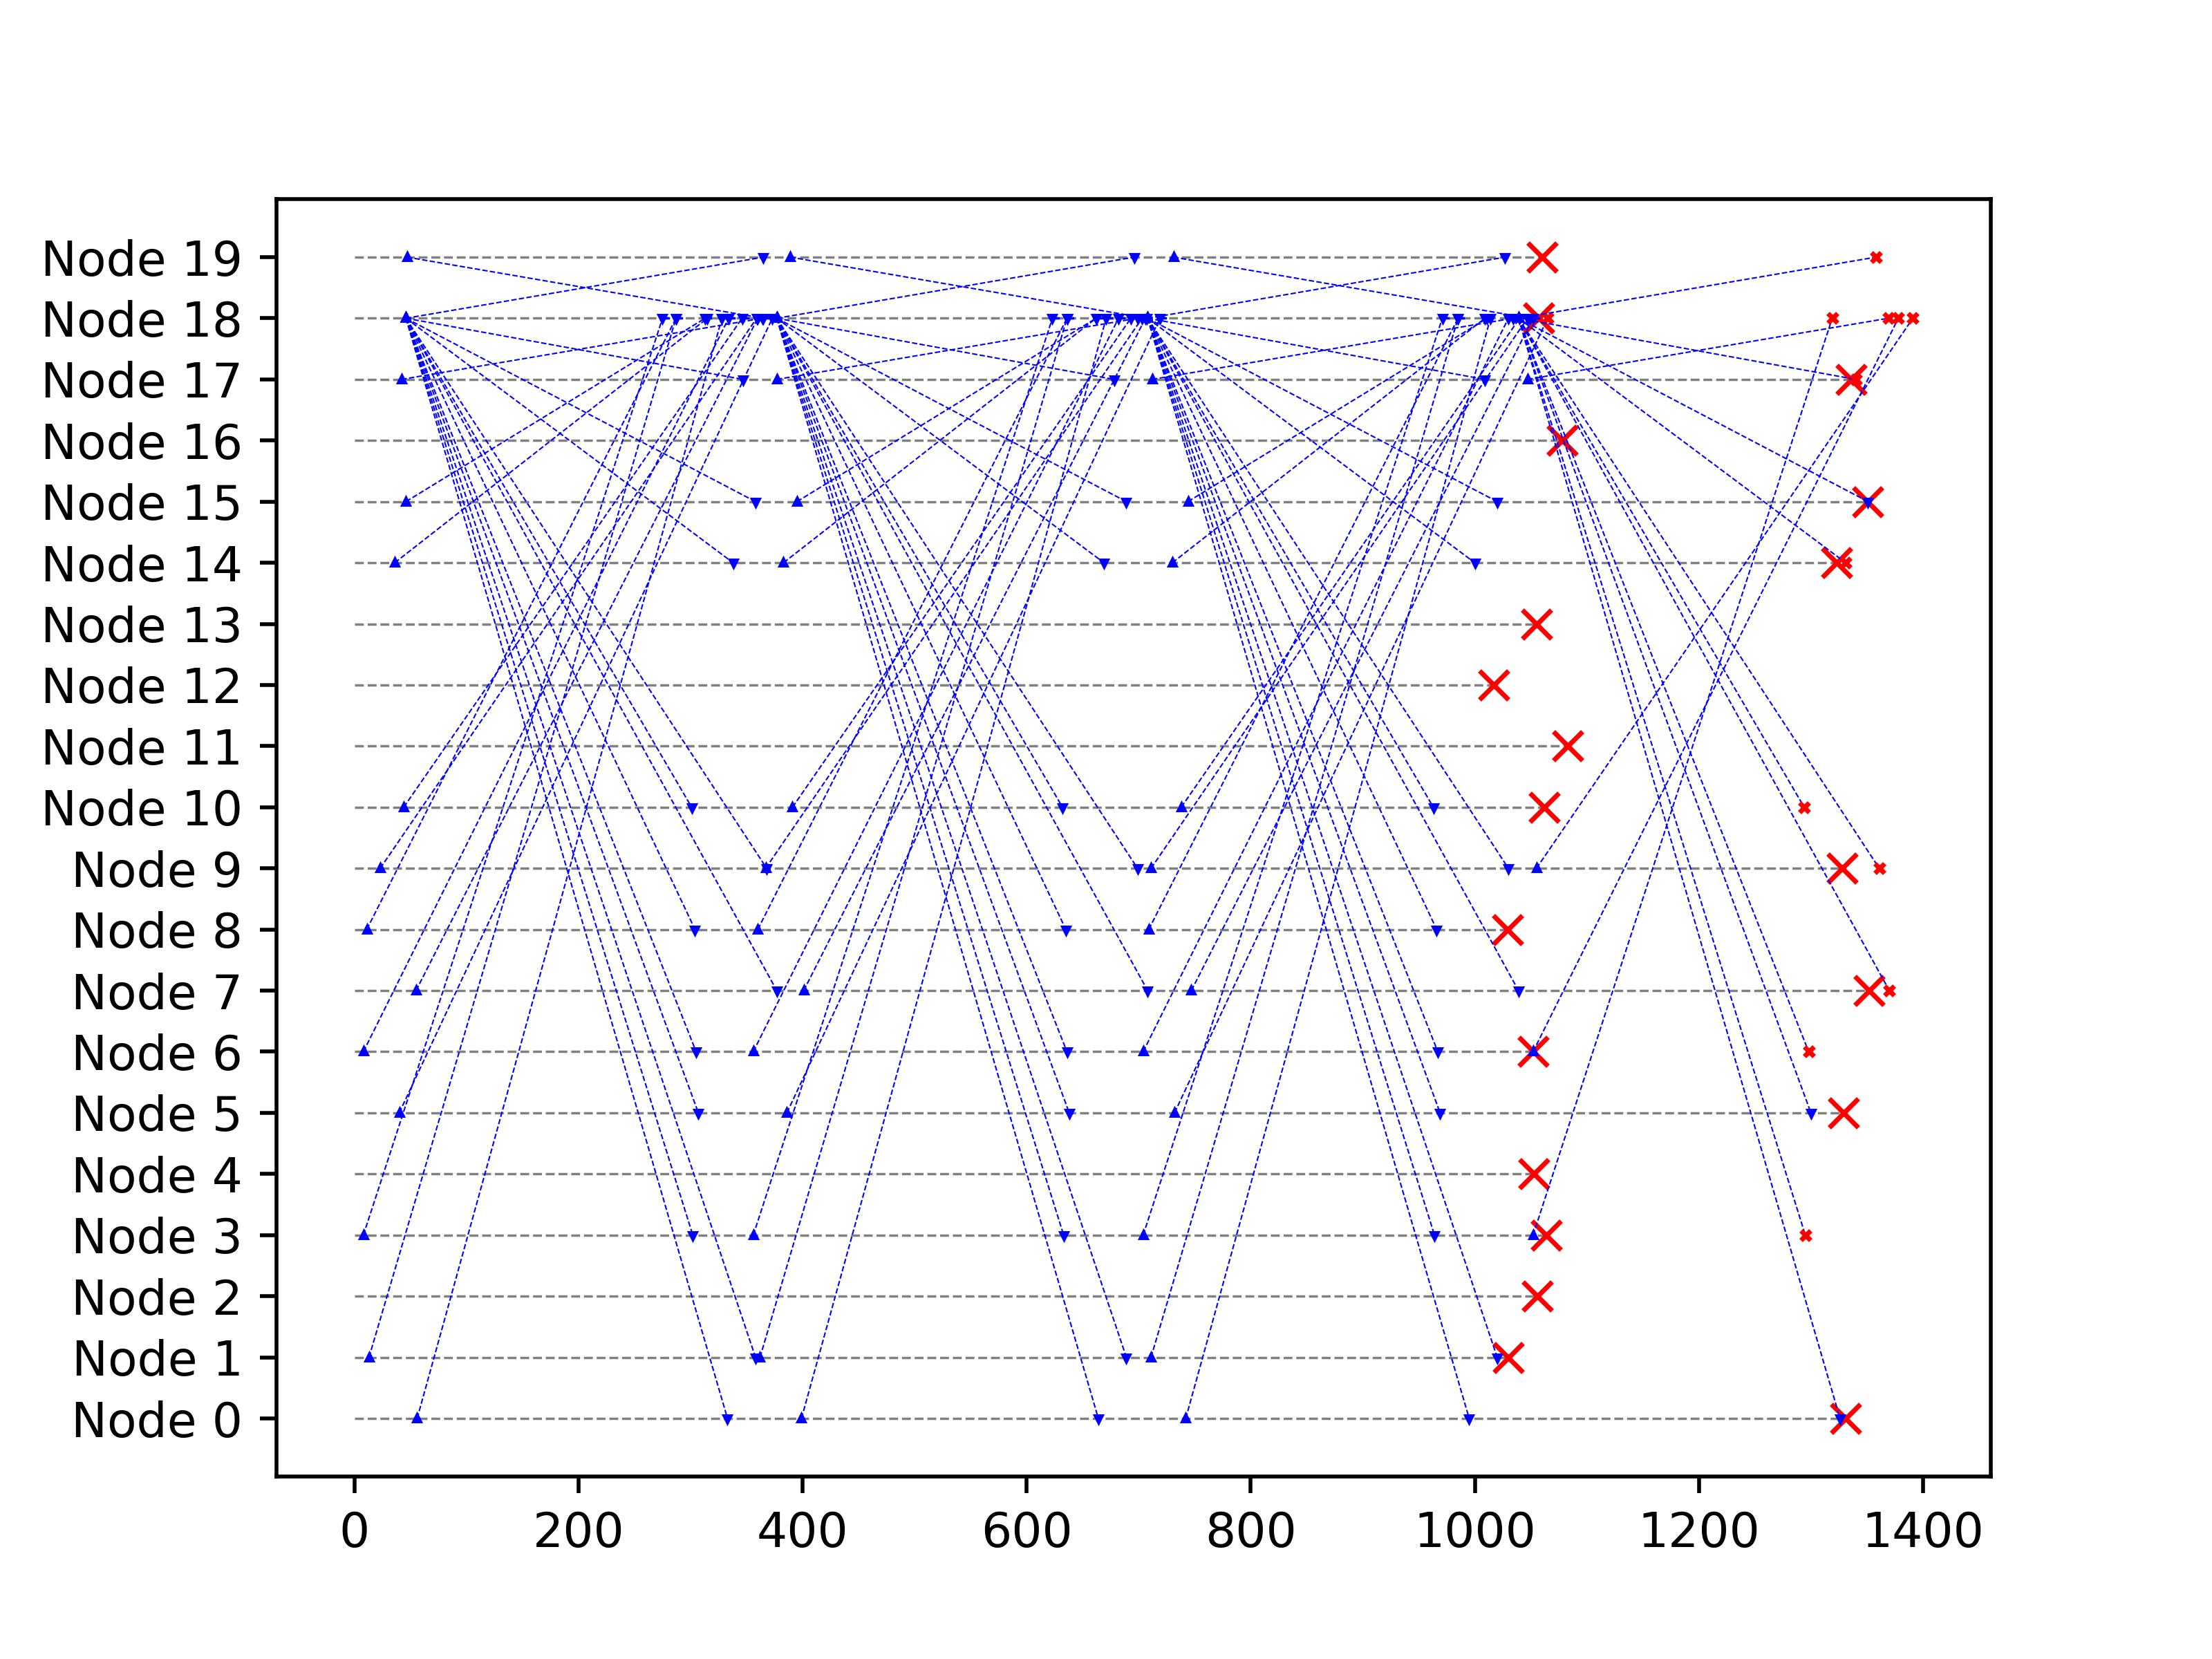 Node 19
Node 18
Node 17
Node 16
Node 15
Node 14
Node 13
Node 12
Node 11
Node 10
Node 9
Node 8
Node 7
Node 6
Node 5
Node 4
Node 3
Node 2
Node 1
Node 0
0 200 400 600 800 1000 1200 1400